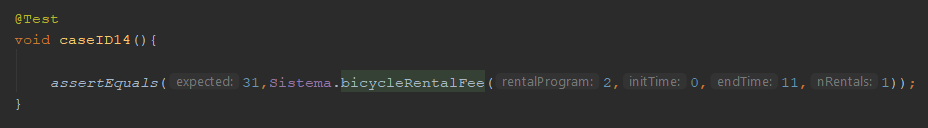 @Test
void caseID14(){
assertEquals( expected: 31,Sistema.bicycleRentalFee( rentalProgram: 2, initTime: 0, endTime: 11, nRentals: 1));
}